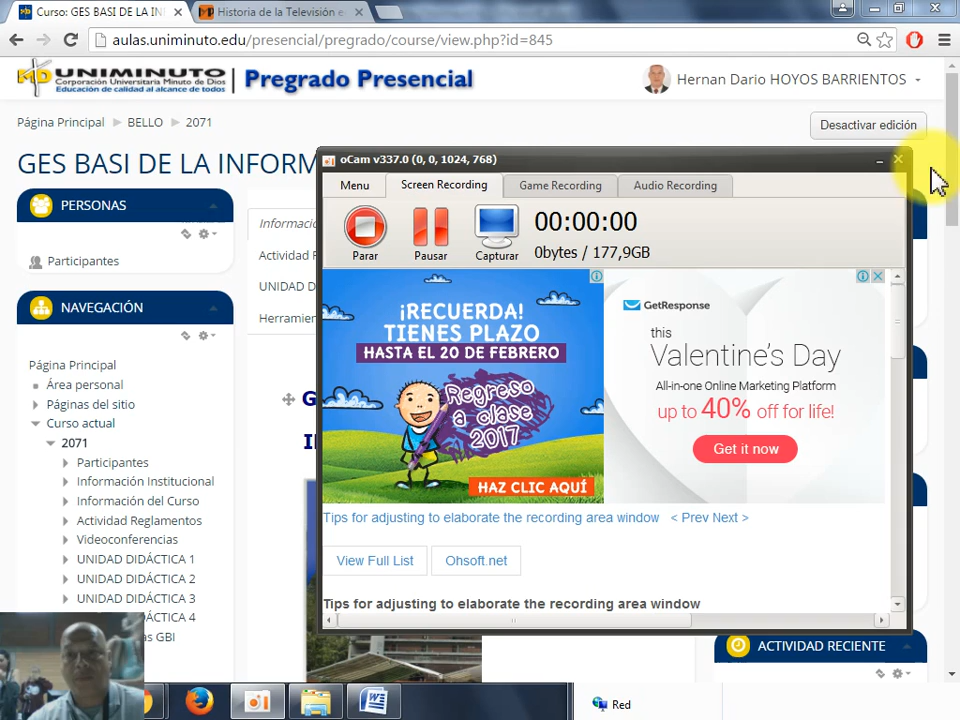 Curso: GES BASI DE LA IN
Historia de la Televisión e
aulas.uniminuto.edu/presencial/pregrado/course/view.php?id=845
UNIMINUTO
Corporación Universitaria Minuto de Dios
Educación de calidad al alcance de todos
Pregrado Presencial
Hernan Dario HOYOS BARRIENTOS
Página Principal
BELLO
2071
Desactivar edición
GES BASI DE LA INFORM
PERSONAS
Participantes
NAVEGACIÓN
Página Principal
Área personal
Páginas del sitio
Curso actual
2071
Participantes
Información Institucional
Información del Curso
Actividad Reglamentos
Videoconferencias
UNIDAD DIDÁCTICA 1
UNIDAD DIDÁCTICA 2
UNIDAD DIDÁCTICA 3
ÁCTICA 4
as GBI
Informació
Actividad R
UNIDAD D
Herramien
G
oCam v337.0 (0, 0, 1024, 768)
Menu
Screen Recording
Game Recording
Audio Recording
Parar
Pausar
Capturar
00:00:00
0bytes / 177,9GB
¡RECUERDA!
TIENES PLAZO
HASTA EL 20 DE FEBRERO
Regreso
a clase
2017
HAZ CLIC AQUÍ
GetResponse
this
Valentine's Day
All-in-one Online Marketing Platform
up to 40% off for life!
Get it now
Tips for adjusting to elaborate the recording area window < Prev Next >
View Full List
Ohsoft.net
Tips for adjusting to elaborate the recording area window
ACTIVIDAD RECIENTE
Red